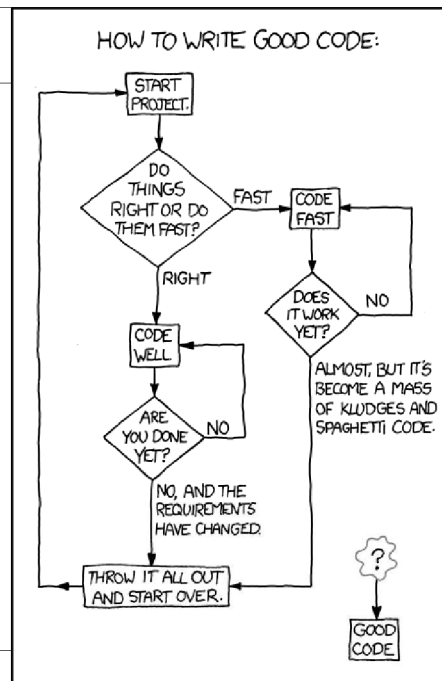 HOW TO WRITE GOOD CODE:
START
PROJECT.
DO
THINGS
RIGHT OR DO
THEM FAST?
FAST
CODE
FAST
RIGHT
DOES
IT WORK
YET?
NO
CODE
WELL
ALMOST, BUT IT'S
BECOME A MASS
OF KLUDGES AND
SPAGHETTI CODE.
ARE
YOU DONE
YET?
NO
NO, AND THE
REQUIREMENTS
HAVE CHANGED.
THROW IT ALL OUT
AND START OVER.
?
GOOD
CODE